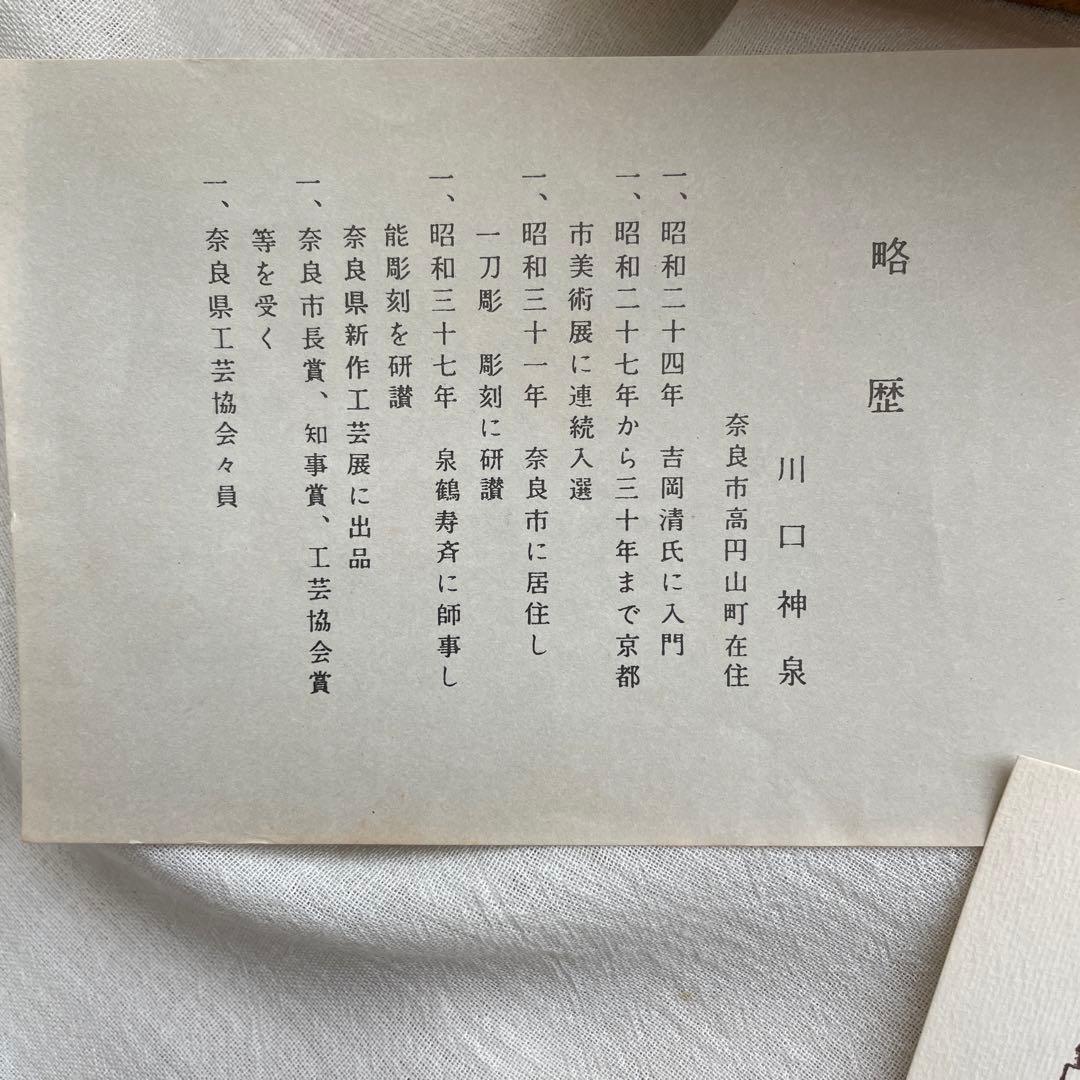 略歴
川口神泉
奈良市高円山町在住
一、昭和二十四年　吉岡清氏に入門
一、昭和二十七年から三十年まで京都
市美術展に連続入選
一、昭和三十一年　奈良市に居住し
一刀彫　彫刻に研讃
一、昭和三十七年　泉鶴寿斉に師事し
能彫刻を研讃
奈良県新作工芸展に出品
一、奈良市長賞、知事賞、工芸協会賞
等を受く
一、奈良県工芸協会々員